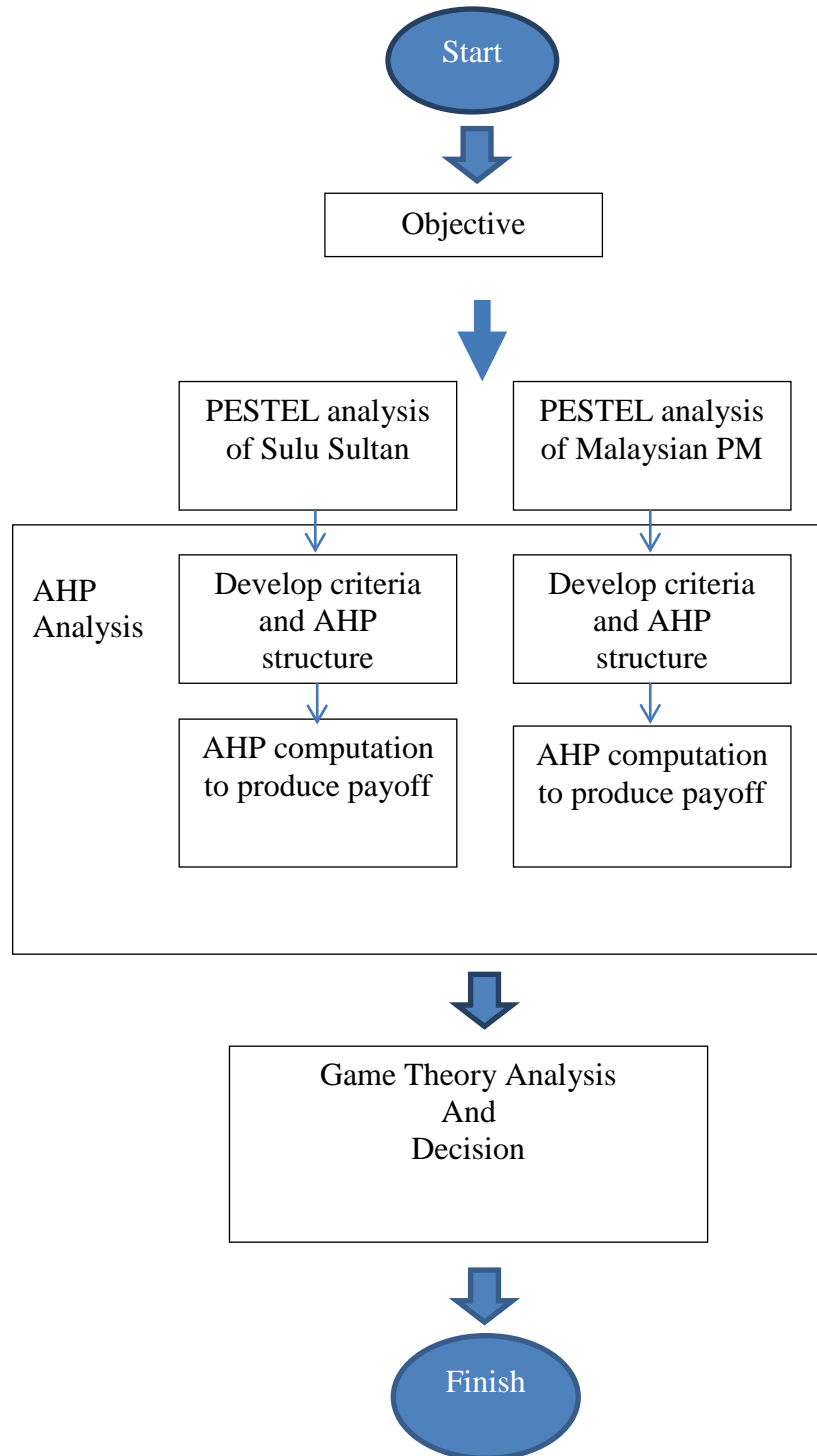 Start
Objective
PESTEL analysis
of Sulu Sultan
PESTEL analysis
of Malaysian PM
AHP
Analysis
Develop criteria
and AHP
structure
Develop criteria
and AHP
structure
AHP computation
to produce payoff
AHP computation
to produce payoff
Game Theory Analysis
And
Decision
Finish